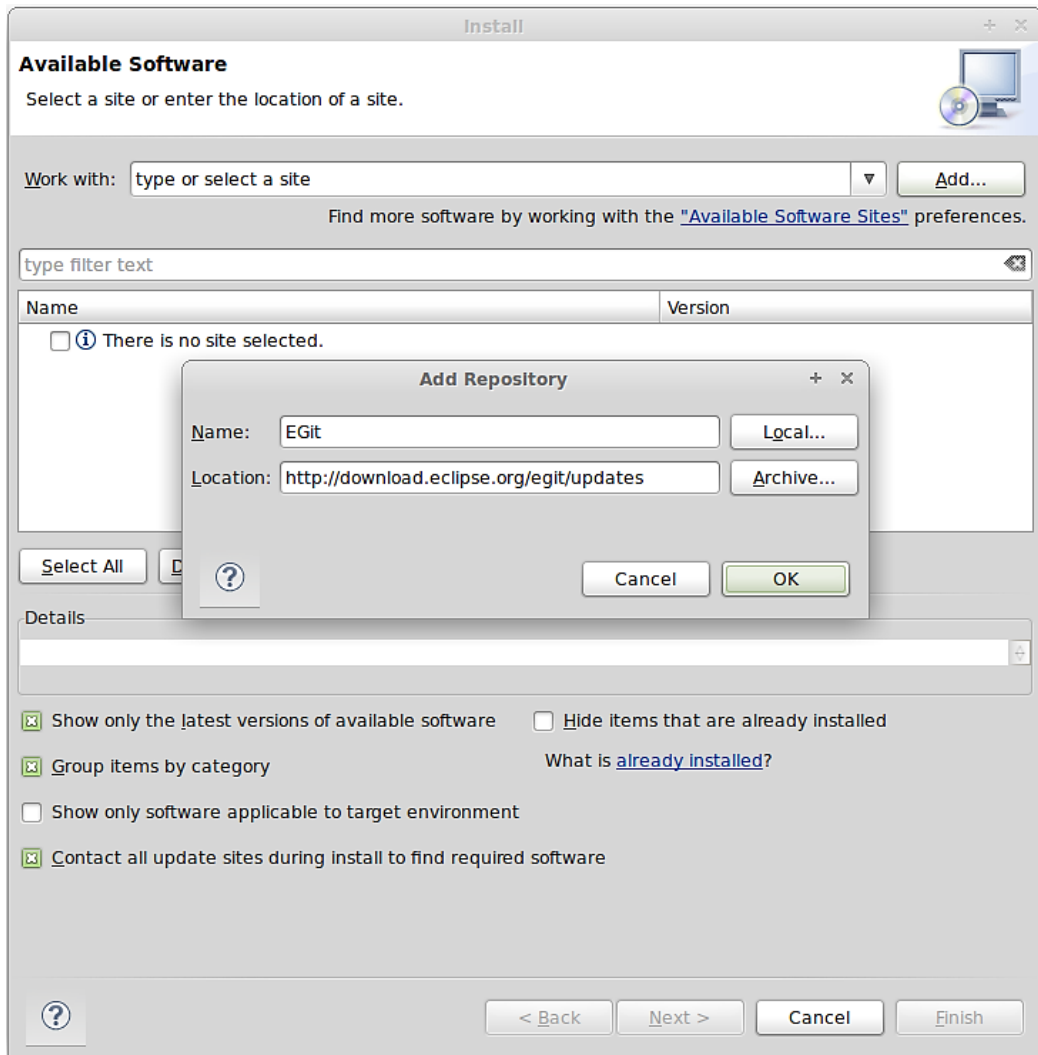 Install
Available Software
Select a site or enter the location of a site.
Work with: type or select a site Add...
Find more software by working with the "Available Software Sites" preferences.
type filter text
Name Version
There is no site selected.
Add Repository
Name: EGit Local...
Location: http://download.eclipse.org/egit/updates Archive...
Select All D
Cancel OK
Details
Show only the latest versions of available software Hide items that are already installed
Group items by category What is already installed?
Show only software applicable to target environment
Contact all update sites during install to find required software
< Back Next > Cancel Finish